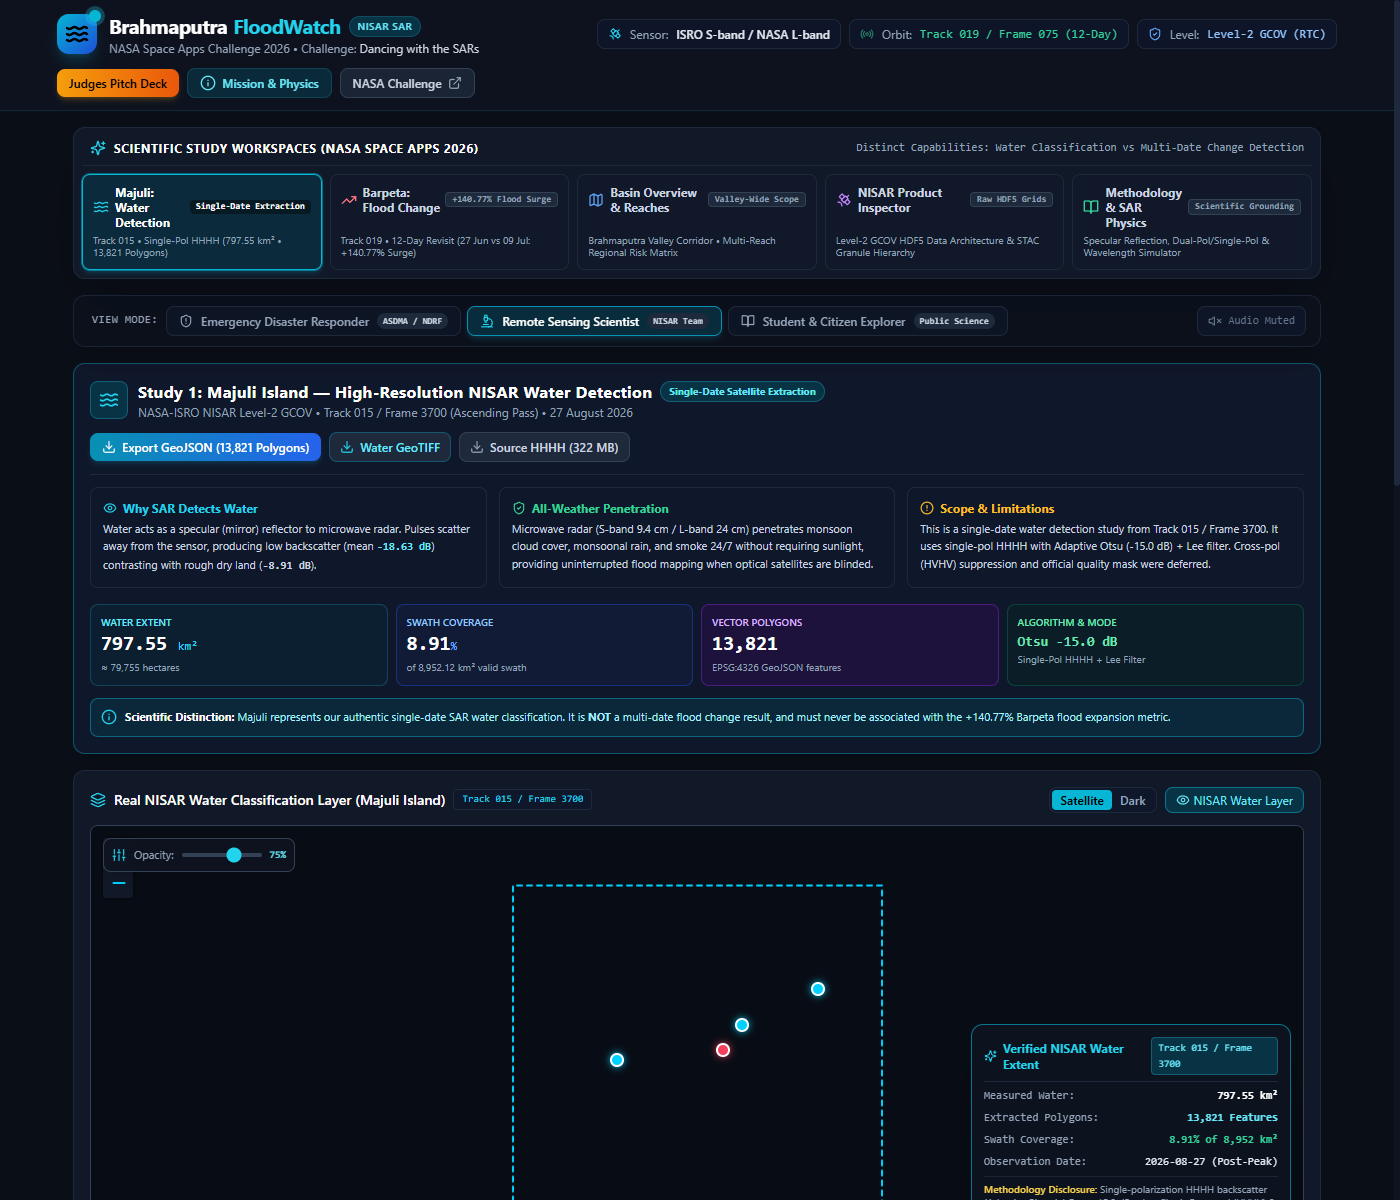 Brahmaputra FloodWatch NISAR SAR
NASA Space Apps Challenge 2026 • Challenge: Dancing with the SARs
Sensor: ISRO S-band / NASA L-band
Orbit: Track 019 / Frame 075 (12-Day)
Level: Level-2 GCOV (RTC)
Judges Pitch Deck
Mission & Physics
NASA Challenge
SCIENTIFIC STUDY WORKSPACES (NASA SPACE APPS 2026)
Distinct Capabilities: Water Classification vs Multi-Date Change Detection
Majuli:
Water
Detection
Single-Date Extraction
Track 015 • Single-Pol HHHH (797.55 km² •
13,821 Polygons)
Barpeta:
Flood Change
+140.77% Flood Surge
Track 019 • 12-Day Revisit (27 Jun vs 09 Jul:
+140.77% Surge)
Basin Overview
& Reaches
Valley-Wide Scope
Brahmaputra Valley Corridor • Multi-Reach
Regional Risk Matrix
NISAR Product
Inspector
Raw HDF5 Grids
Level-2 GCOV HDF5 Data Architecture & STAC
Granule Hierarchy
Methodology
& SAR
Physics
Scientific Grounding
Specular Reflection, Dual-Pol/Single-Pol &
Wavelength Simulator
VIEW MODE:
Emergency Disaster Responder ASDMA / NDRF
Remote Sensing Scientist NISAR Team
Student & Citizen Explorer Public Science
Audio Muted
Study 1: Majuli Island — High-Resolution NISAR Water Detection Single-Date Satellite Extraction
NASA-ISRO NISAR Level-2 GCOV • Track 015 / Frame 3700 (Ascending Pass) • 27 August 2026
Export GeoJSON (13,821 Polygons)
Water GeoTIFF
Source HHHH (322 MB)
Why SAR Detects Water
Water acts as a specular (mirror) reflector to microwave radar. Pulses scatter
away from the sensor, producing low backscatter (mean -18.63 dB)
contrasting with rough dry land (-8.91 dB).
All-Weather Penetration
Microwave radar (S-band 9.4 cm / L-band 24 cm) penetrates monsoon
cloud cover, monsoonal rain, and smoke 24/7 without requiring sunlight,
providing uninterrupted flood mapping when optical satellites are blinded.
Scope & Limitations
This is a single-date water detection study from Track 015 / Frame 3700. It
uses single-pol HHHH with Adaptive Otsu (-15.0 dB) + Lee filter. Cross-pol
(HVHV) suppression and official quality mask were deferred.
WATER EXTENT
797.55 km²
≈ 79,755 hectares
SWATH COVERAGE
8.91%
of 8,952.12 km² valid swath
VECTOR POLYGONS
13,821
EPSG:4326 GeoJSON features
ALGORITHM & MODE
Otsu -15.0 dB
Single-Pol HHHH + Lee Filter
Scientific Distinction: Majuli represents our authentic single-date SAR water classification. It is NOT a multi-date flood change result, and must never be associated with the +140.77% Barpeta flood expansion metric.
Real NISAR Water Classification Layer (Majuli Island) Track 015 / Frame 3700
Satellite Dark
NISAR Water Layer
Opacity: 75%
Verified NISAR Water
Extent
Track 015 / Frame
3700
Measured Water: 797.55 km²
Extracted Polygons: 13,821 Features
Swath Coverage: 8.91% of 8,952 km²
Observation Date: 2026-08-27 (Post-Peak)
Methodology Disclosure: Single-polarization HHHH backscatter